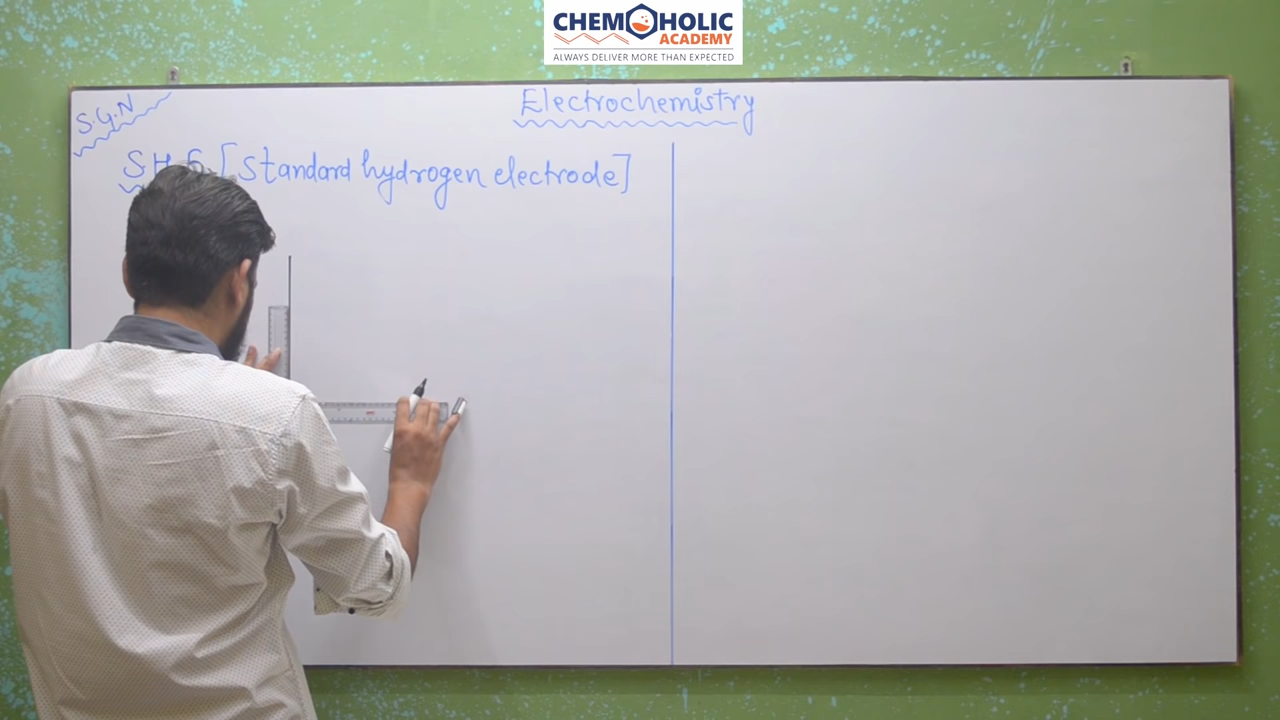 CHEMOHOLIC
ACADEMY
ALWAYS DELIVER MORE THAN EXPECTED
Electrochemistry
S.G.N
S.H.E. [Standard hydrogen electrode]